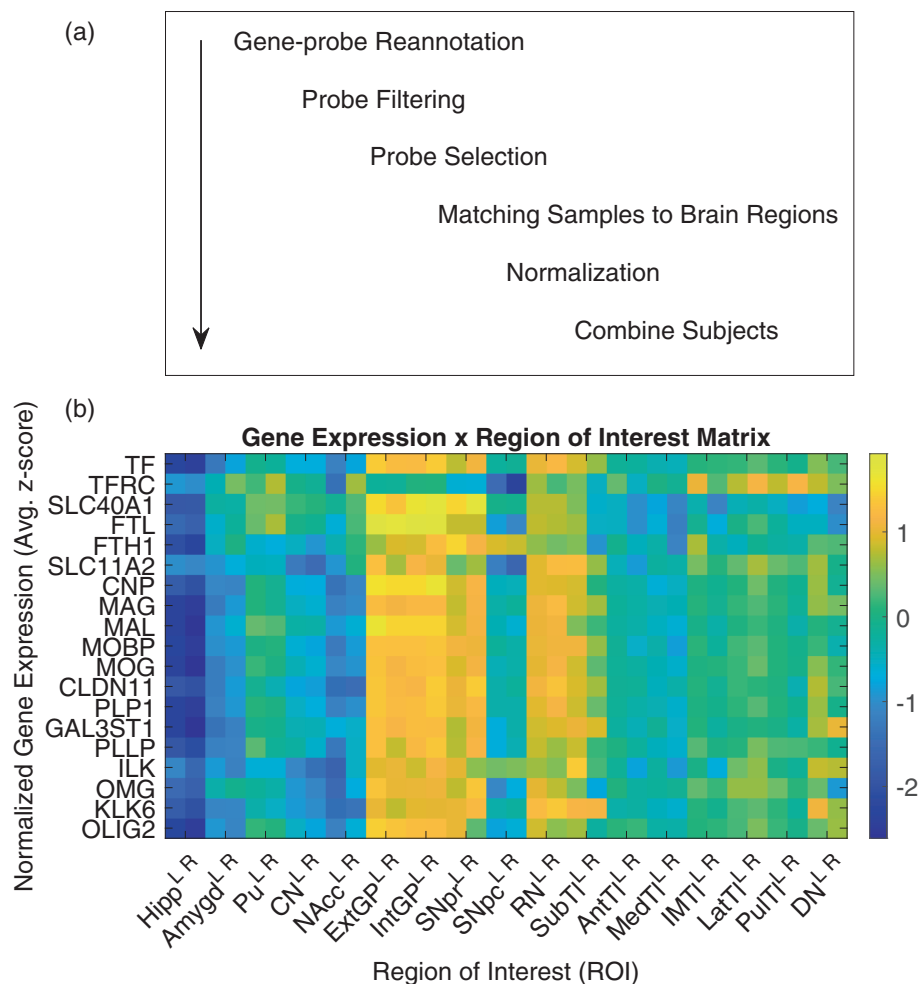 (a)
Gene-probe Reannotation
Probe Filtering
Probe Selection
Matching Samples to Brain Regions
Normalization
Combine Subjects
(b)
Gene Expression x Region of Interest Matrix
Normalized Gene Expression (Avg. z-score)
TF
TFRC
SLC40A1
FTL
FTH1
SLC11A2
CNP
MAG
MAL
MOBP
MOG
CLDN11
PLP1
GAL3ST1
PLLP
ILK
OMG
KLK6
OLIG2
1
0
-1
-2
Hipp L R
Amygd L R
Pu L R
CN L R
NAcc L R
ExtGP L R
IntGP L R
SNpr L R
SNpc L R
RN L R
SubTl L R
AntTl L R
MedTl L R
IMTl L R
LatTl L R
PulTl L R
DN L R
Region of Interest (ROI)